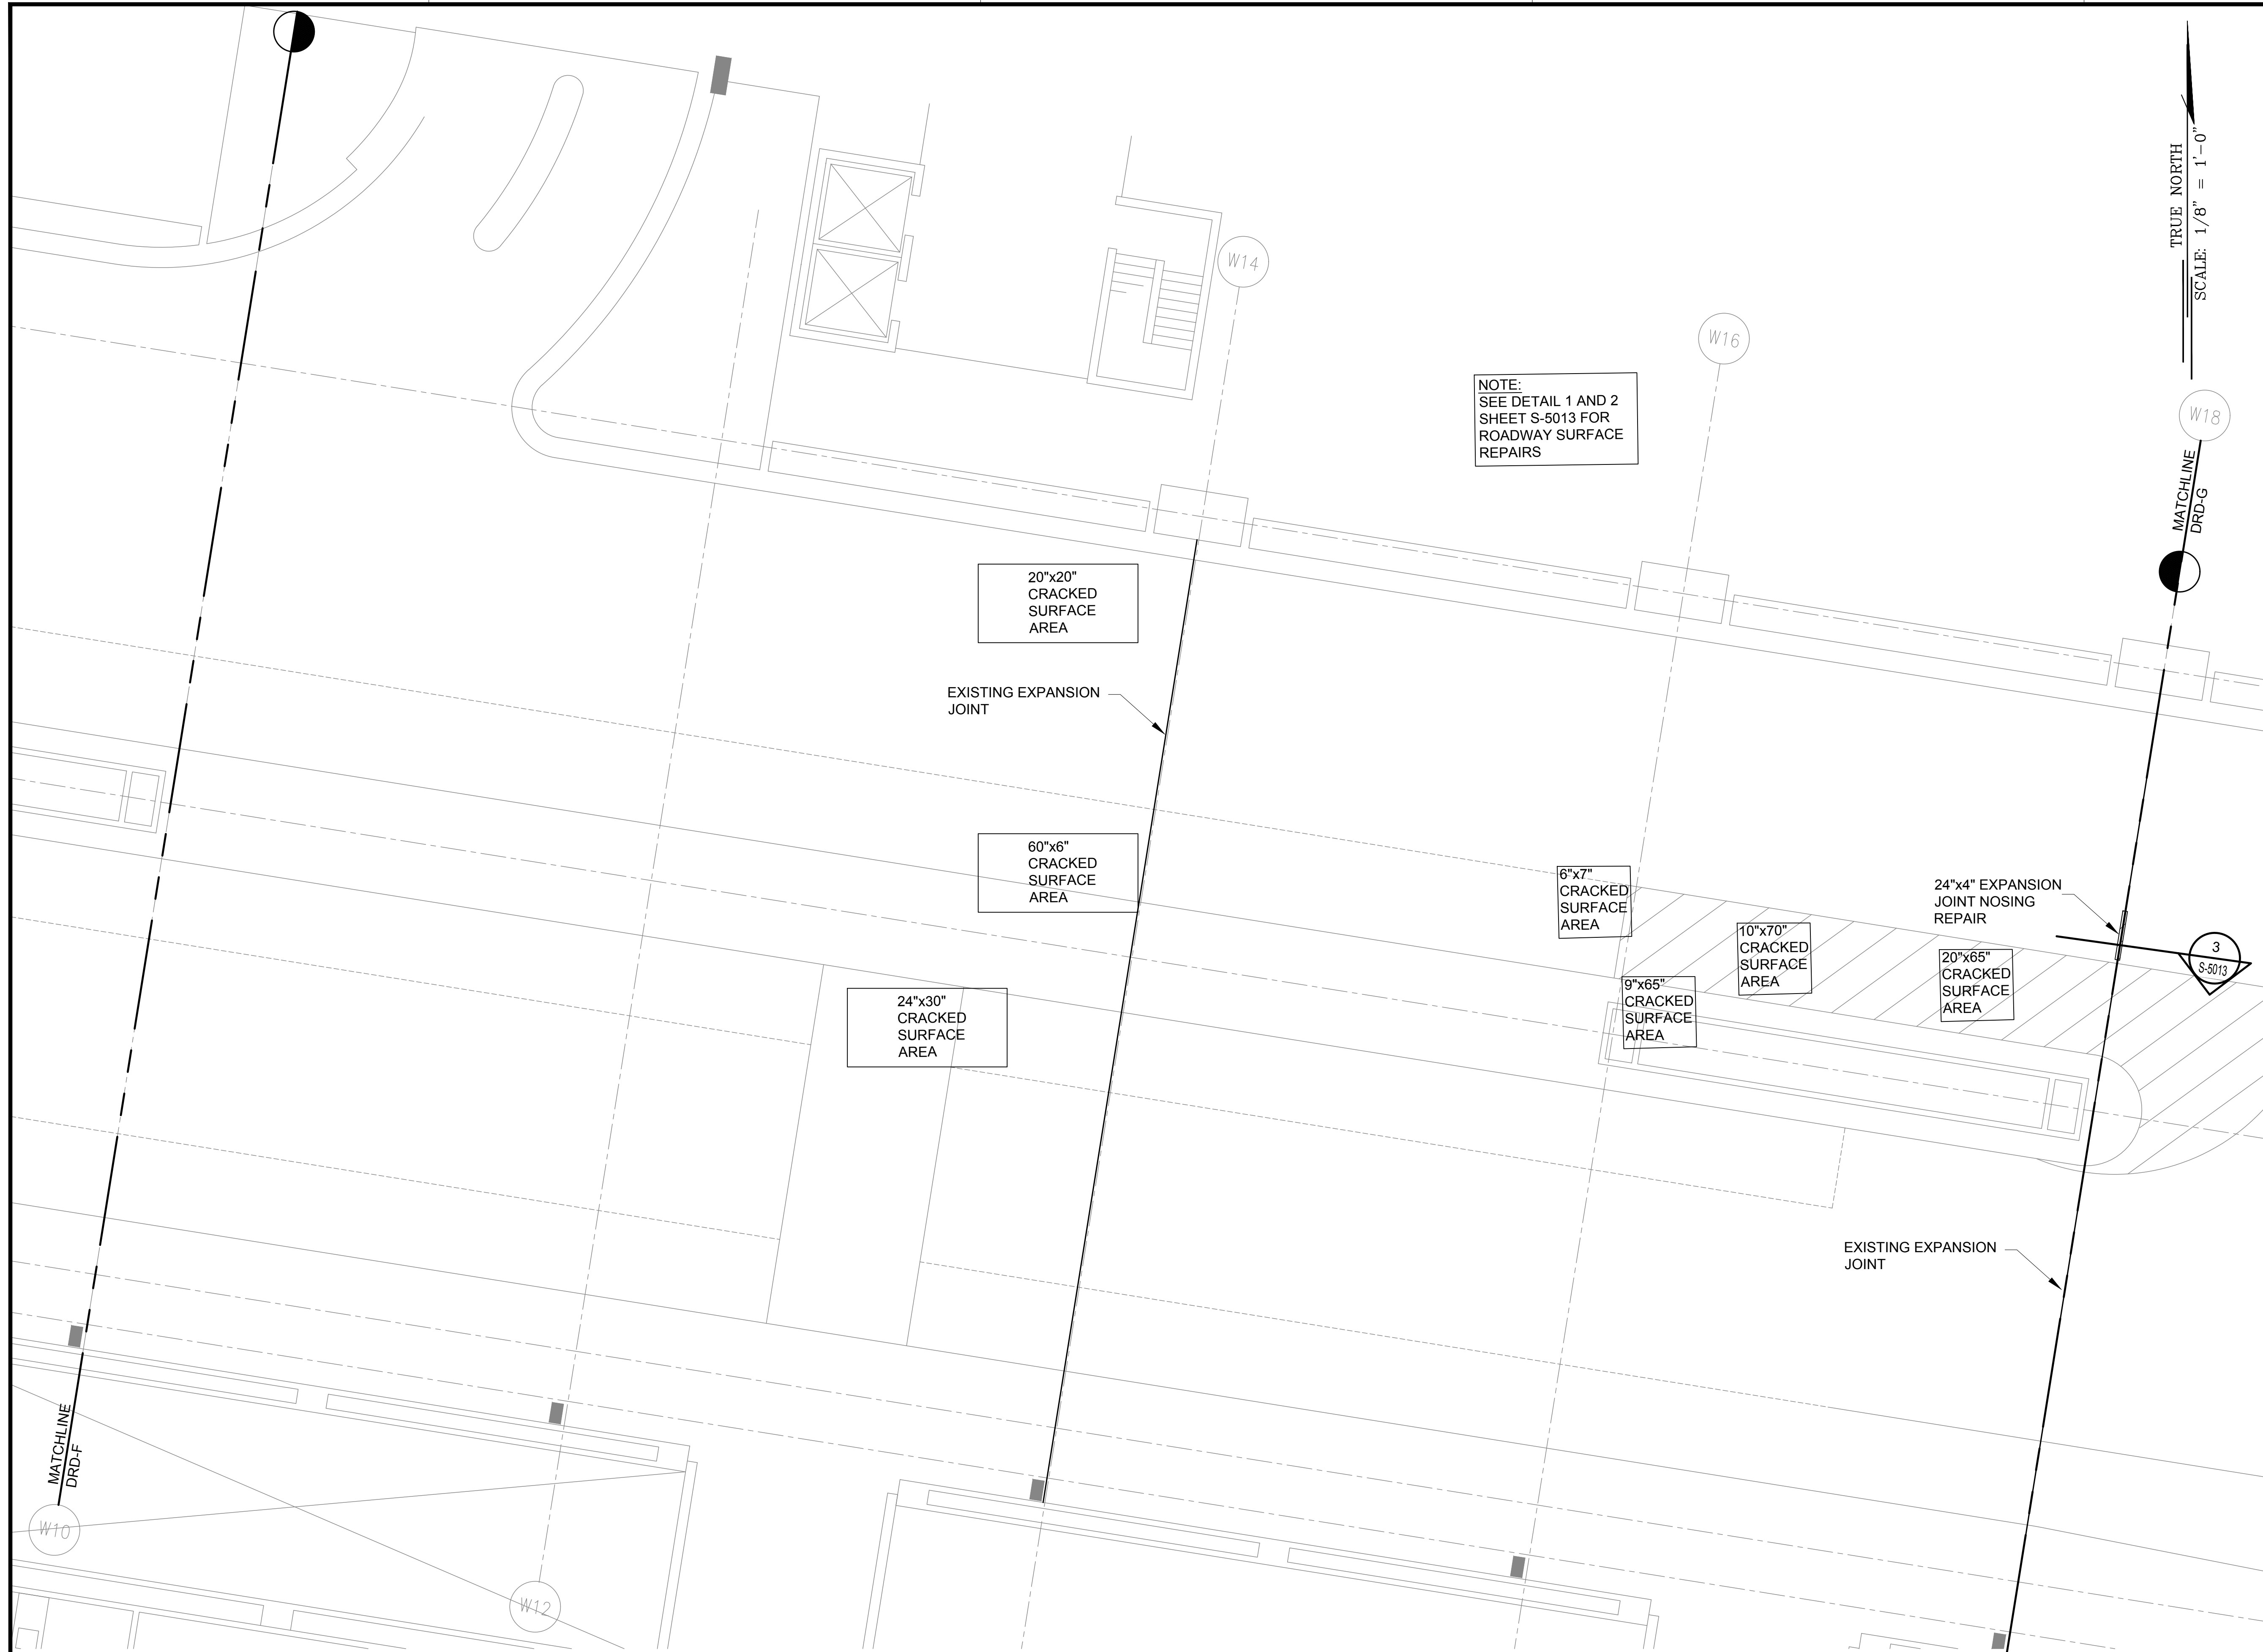 TRUE NORTH
SCALE: 1/8" = 1'-0"
W14
W16
W18
NOTE:
SEE DETAIL 1 AND 2
SHEET S-5013 FOR
ROADWAY SURFACE
REPAIRS
MATCHLINE
DRD-G
20"x20"
CRACKED
SURFACE
AREA
EXISTING EXPANSION
JOINT
60"x6"
CRACKED
SURFACE
AREA
6"x7"
CRACKED
SURFACE
AREA
10"x70"
CRACKED
SURFACE
AREA
24"x4" EXPANSION
JOINT NOSING
REPAIR
3
S-5013
20"x65"
CRACKED
SURFACE
AREA
9"x65"
CRACKED
SURFACE
AREA
24"x30"
CRACKED
SURFACE
AREA
EXISTING EXPANSION
JOINT
MATCHLINE
DRD-F
W10
W12